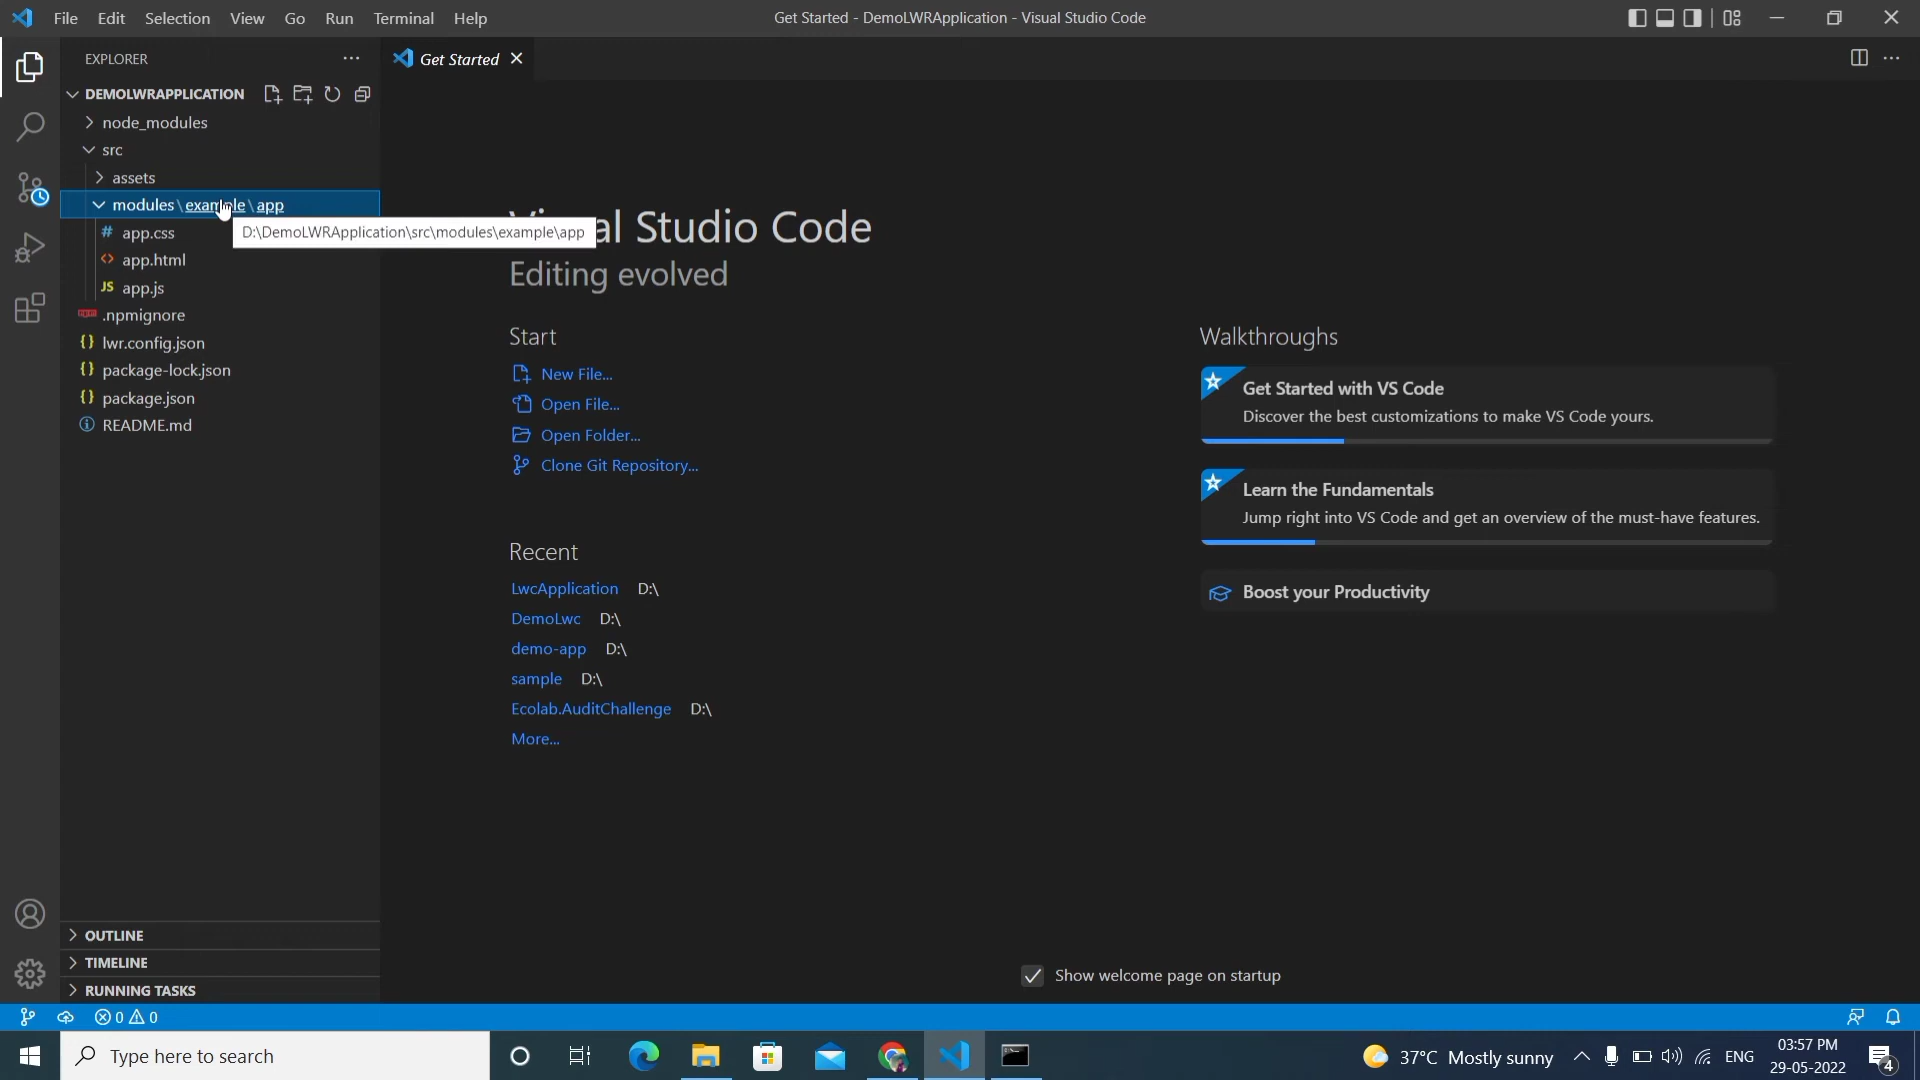 File Edit Selection View Go Run Terminal Help
Get Started - DemoLWRApplication - Visual Studio Code
EXPLORER
Get Started
DEMOLWRAPPLICATION
node_modules
src
assets
modules\example\app
D:\DemoLWRApplication\src\modules\example\app
# app.css
<> app.html
JS app.js
.npmignore
{} lwr.config.json
{} package-lock.json
{} package.json
README.md
al Studio Code
Editing evolved
Start
New File...
Open File...
Open Folder...
Clone Git Repository...
Recent
LwcApplication D:\
DemoLwc D:\
demo-app D:\
sample D:\
Ecolab.AuditChallenge D:\
More...
Walkthroughs
Get Started with VS Code
Discover the best customizations to make VS Code yours.
Learn the Fundamentals
Jump right into VS Code and get an overview of the must-have features.
Boost your Productivity
Show welcome page on startup
OUTLINE
TIMELINE
RUNNING TASKS
0 0
Type here to search
37°C Mostly sunny
ENG
03:57 PM
29-05-2022
4